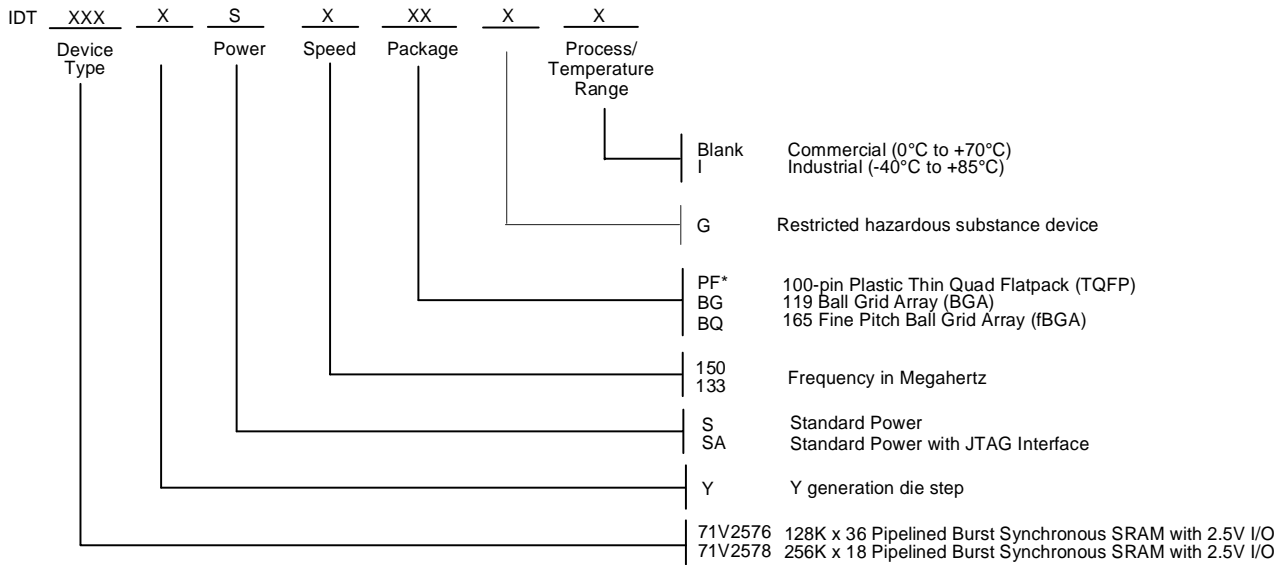 IDT XXX X S X XX X X
Device Type
Power
Speed
Package
Process/
Temperature
Range
Blank Commercial (0°C to +70°C)
I Industrial (-40°C to +85°C)
G Restricted hazardous substance device
PF* 100-pin Plastic Thin Quad Flatpack (TQFP)
BG 119 Ball Grid Array (BGA)
BQ 165 Fine Pitch Ball Grid Array (fBGA)
150
133
Frequency in Megahertz
S Standard Power
SA Standard Power with JTAG Interface
Y Y generation die step
71V2576 128K x 36 Pipelined Burst Synchronous SRAM with 2.5V I/O
71V2578 256K x 18 Pipelined Burst Synchronous SRAM with 2.5V I/O